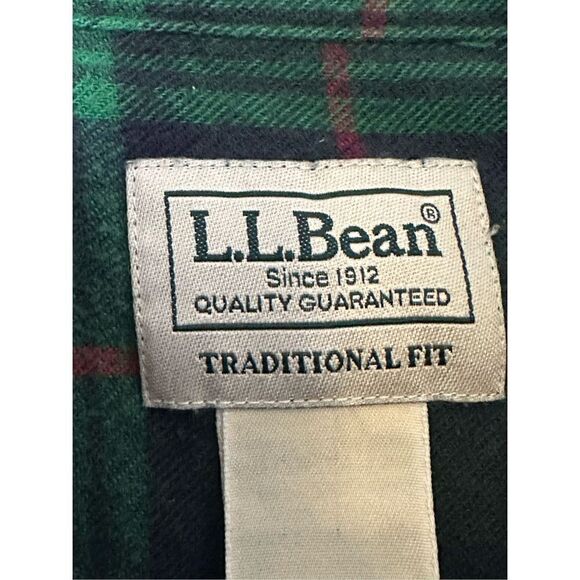 L.L.Bean®
Since 1912
QUALITY GUARANTEED
TRADITIONAL FIT